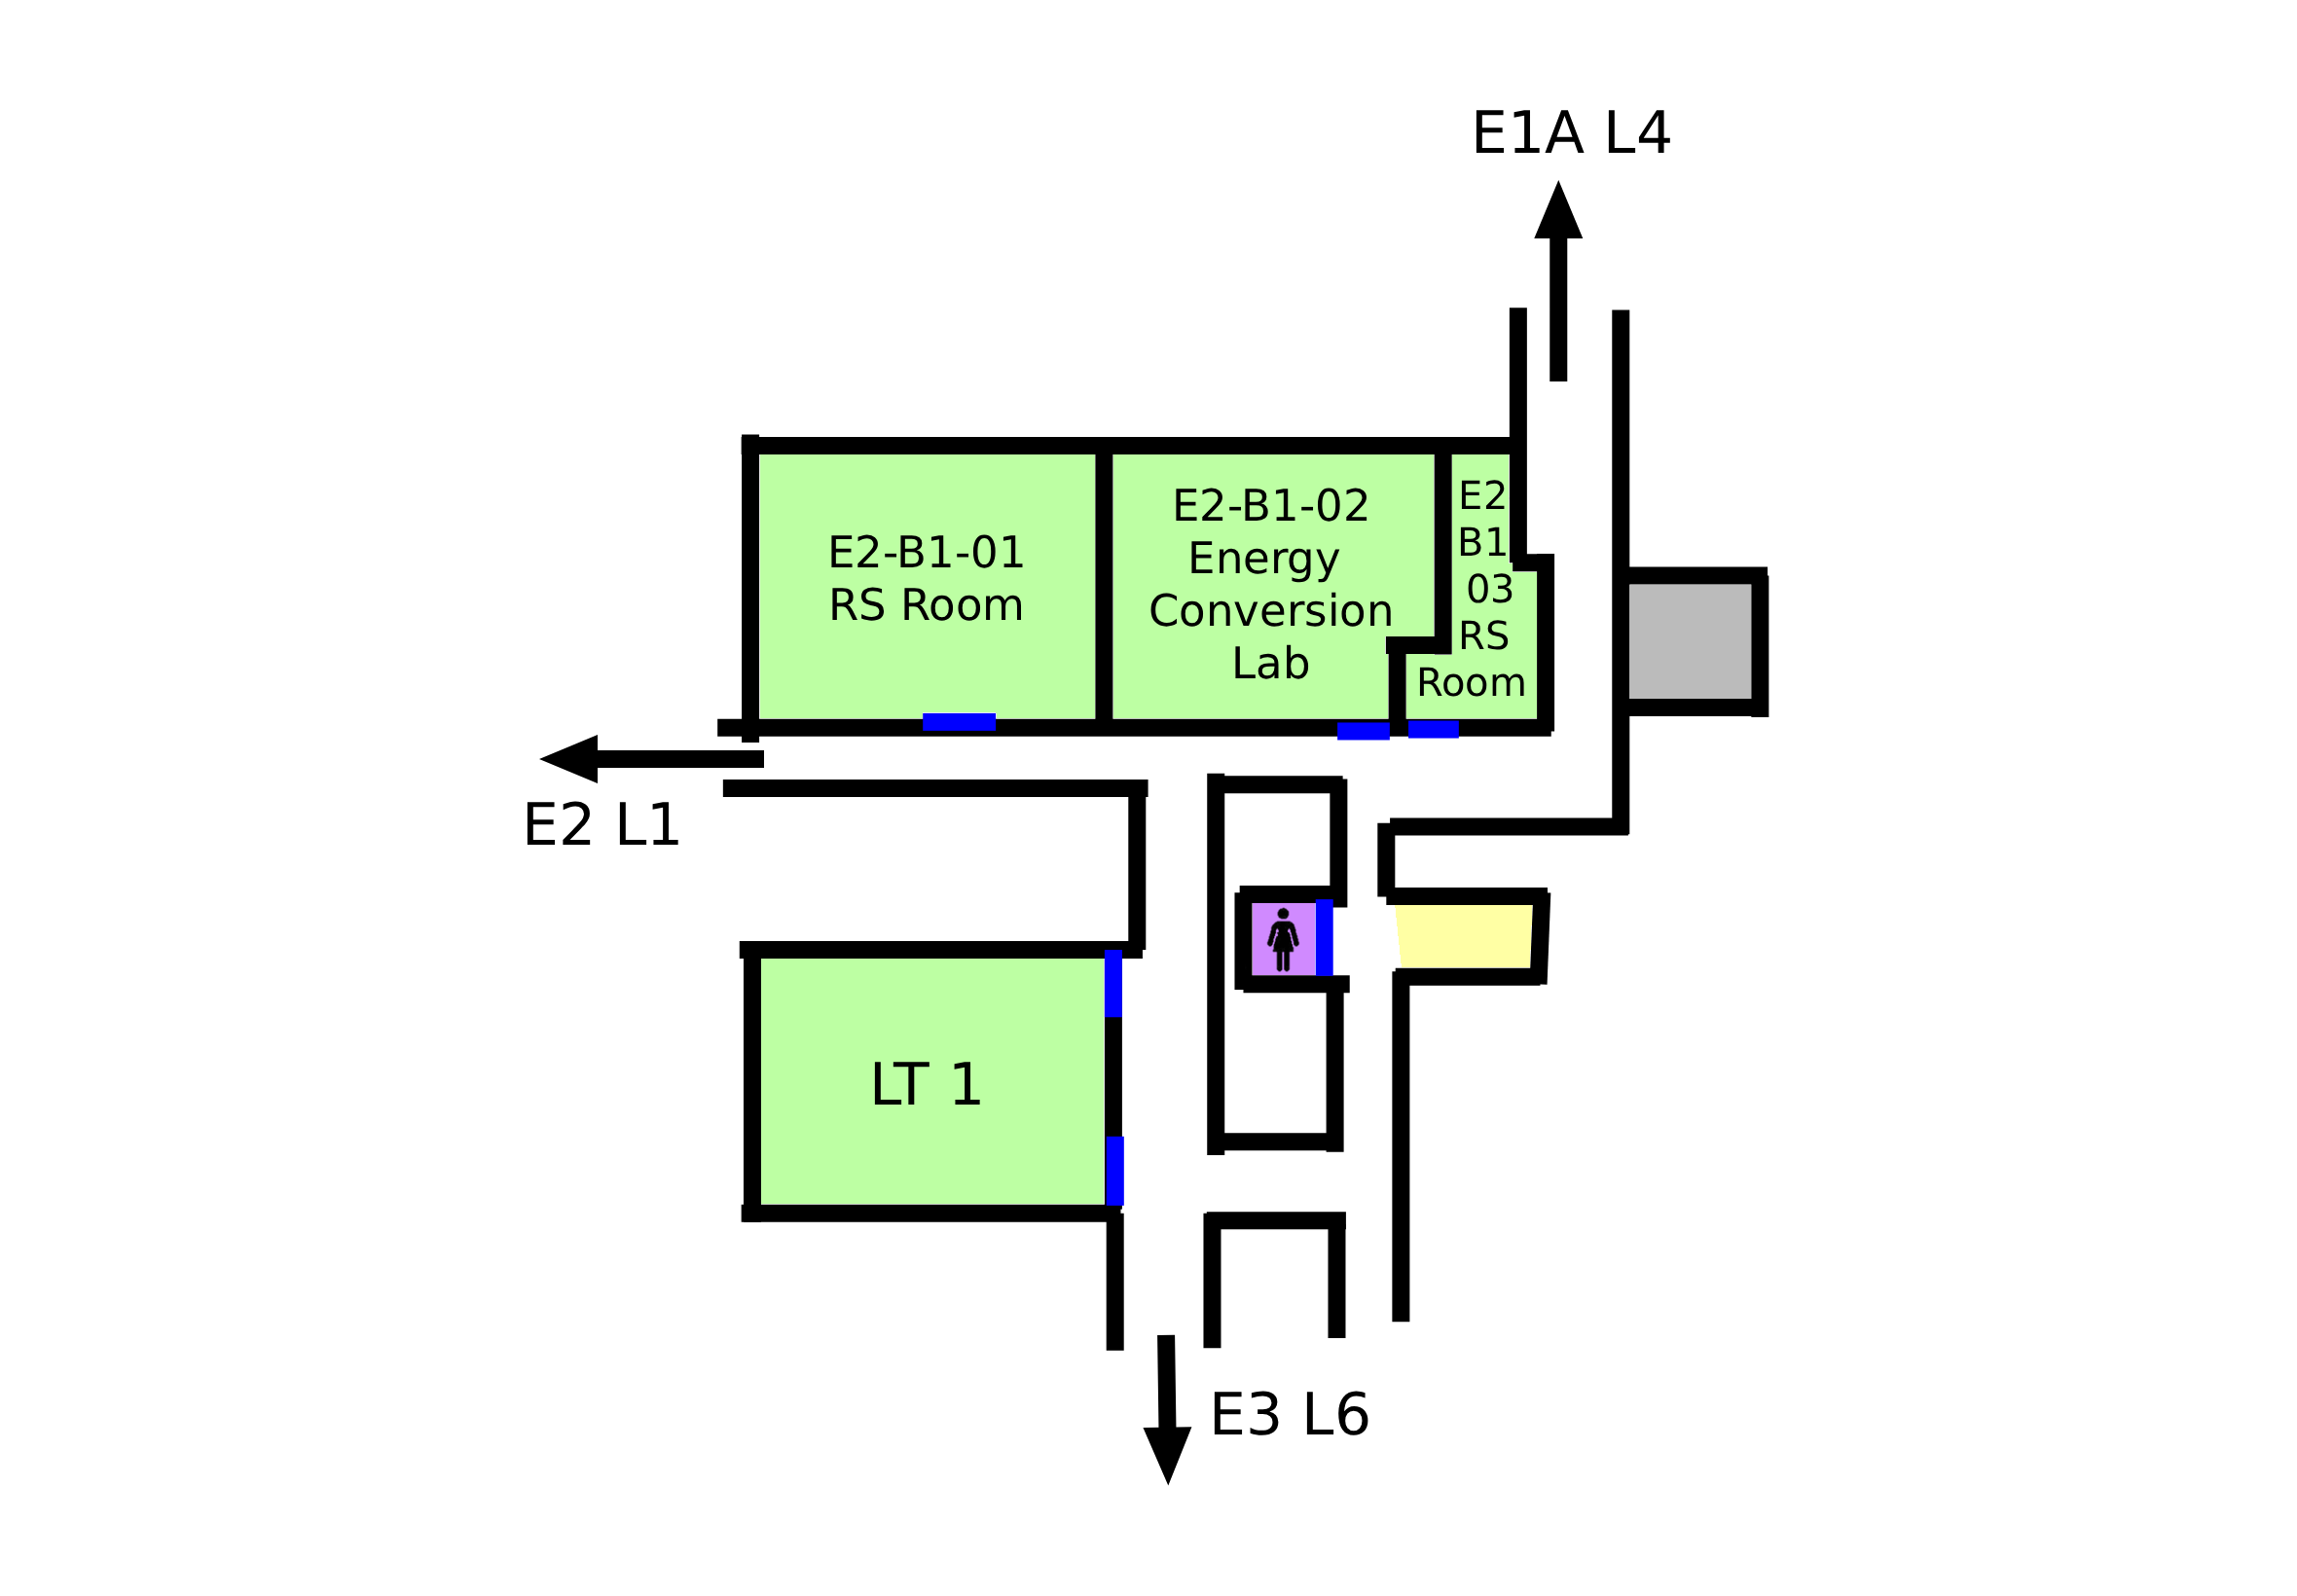 E1A L4
E2-B1-01
RS Room
E2-B1-02
Energy
Conversion
Lab
E2
B1
03
RS
Room
E2 L1
LT 1
E3 L6